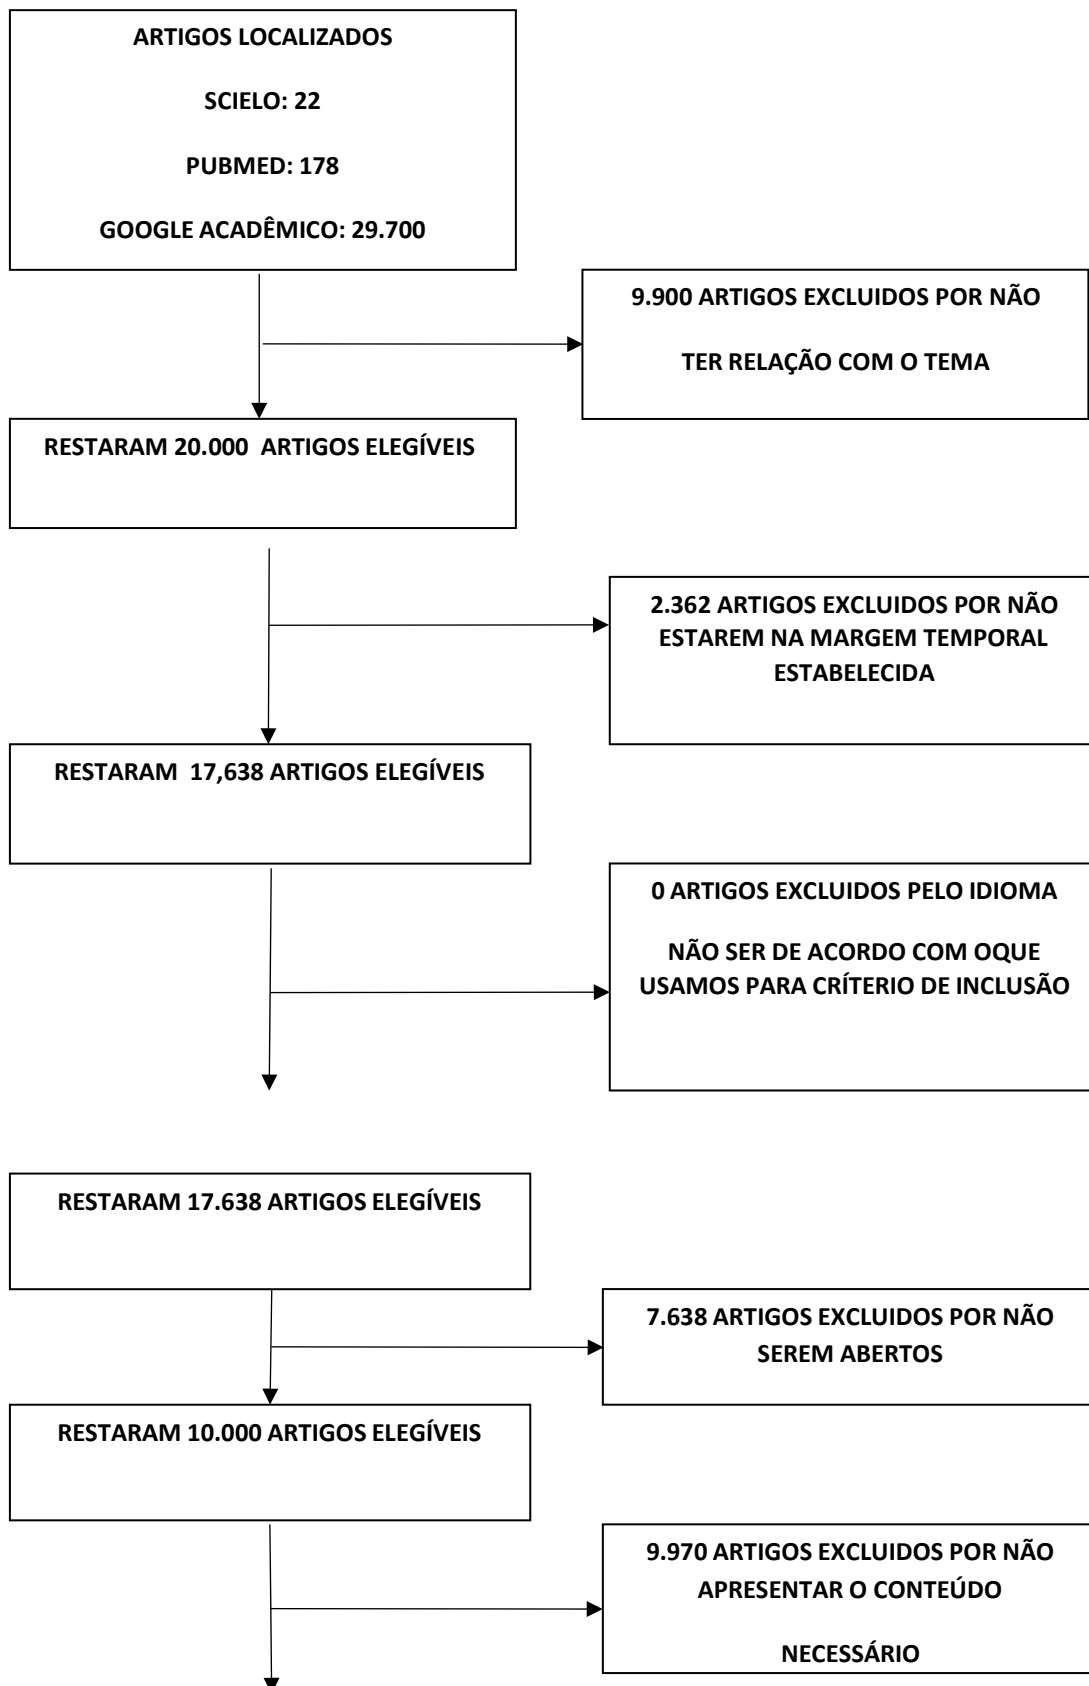 ARTIGOS LOCALIZADOS
SCIELO: 22
PUBMED: 178
GOOGLE ACADÊMICO: 29.700
9.900 ARTIGOS EXCLUIDOS POR NÃO
TER RELAÇÃO COM O TEMA
RESTARAM 20.000 ARTIGOS ELEGÍVEIS
2.362 ARTIGOS EXCLUIDOS POR NÃO
ESTAREM NA MARGEM TEMPORAL
ESTABELECIDA
RESTARAM 17,638 ARTIGOS ELEGÍVEIS
0 ARTIGOS EXCLUIDOS PELO IDIOMA
NÃO SER DE ACORDO COM OQUE
USAMOS PARA CRÍTERIO DE INCLUSÃO
RESTARAM 17.638 ARTIGOS ELEGÍVEIS
7.638 ARTIGOS EXCLUIDOS POR NÃO
SEREM ABERTOS
RESTARAM 10.000 ARTIGOS ELEGÍVEIS
9.970 ARTIGOS EXCLUIDOS POR NÃO
APRESENTAR O CONTEÚDO
NECESSÁRIO